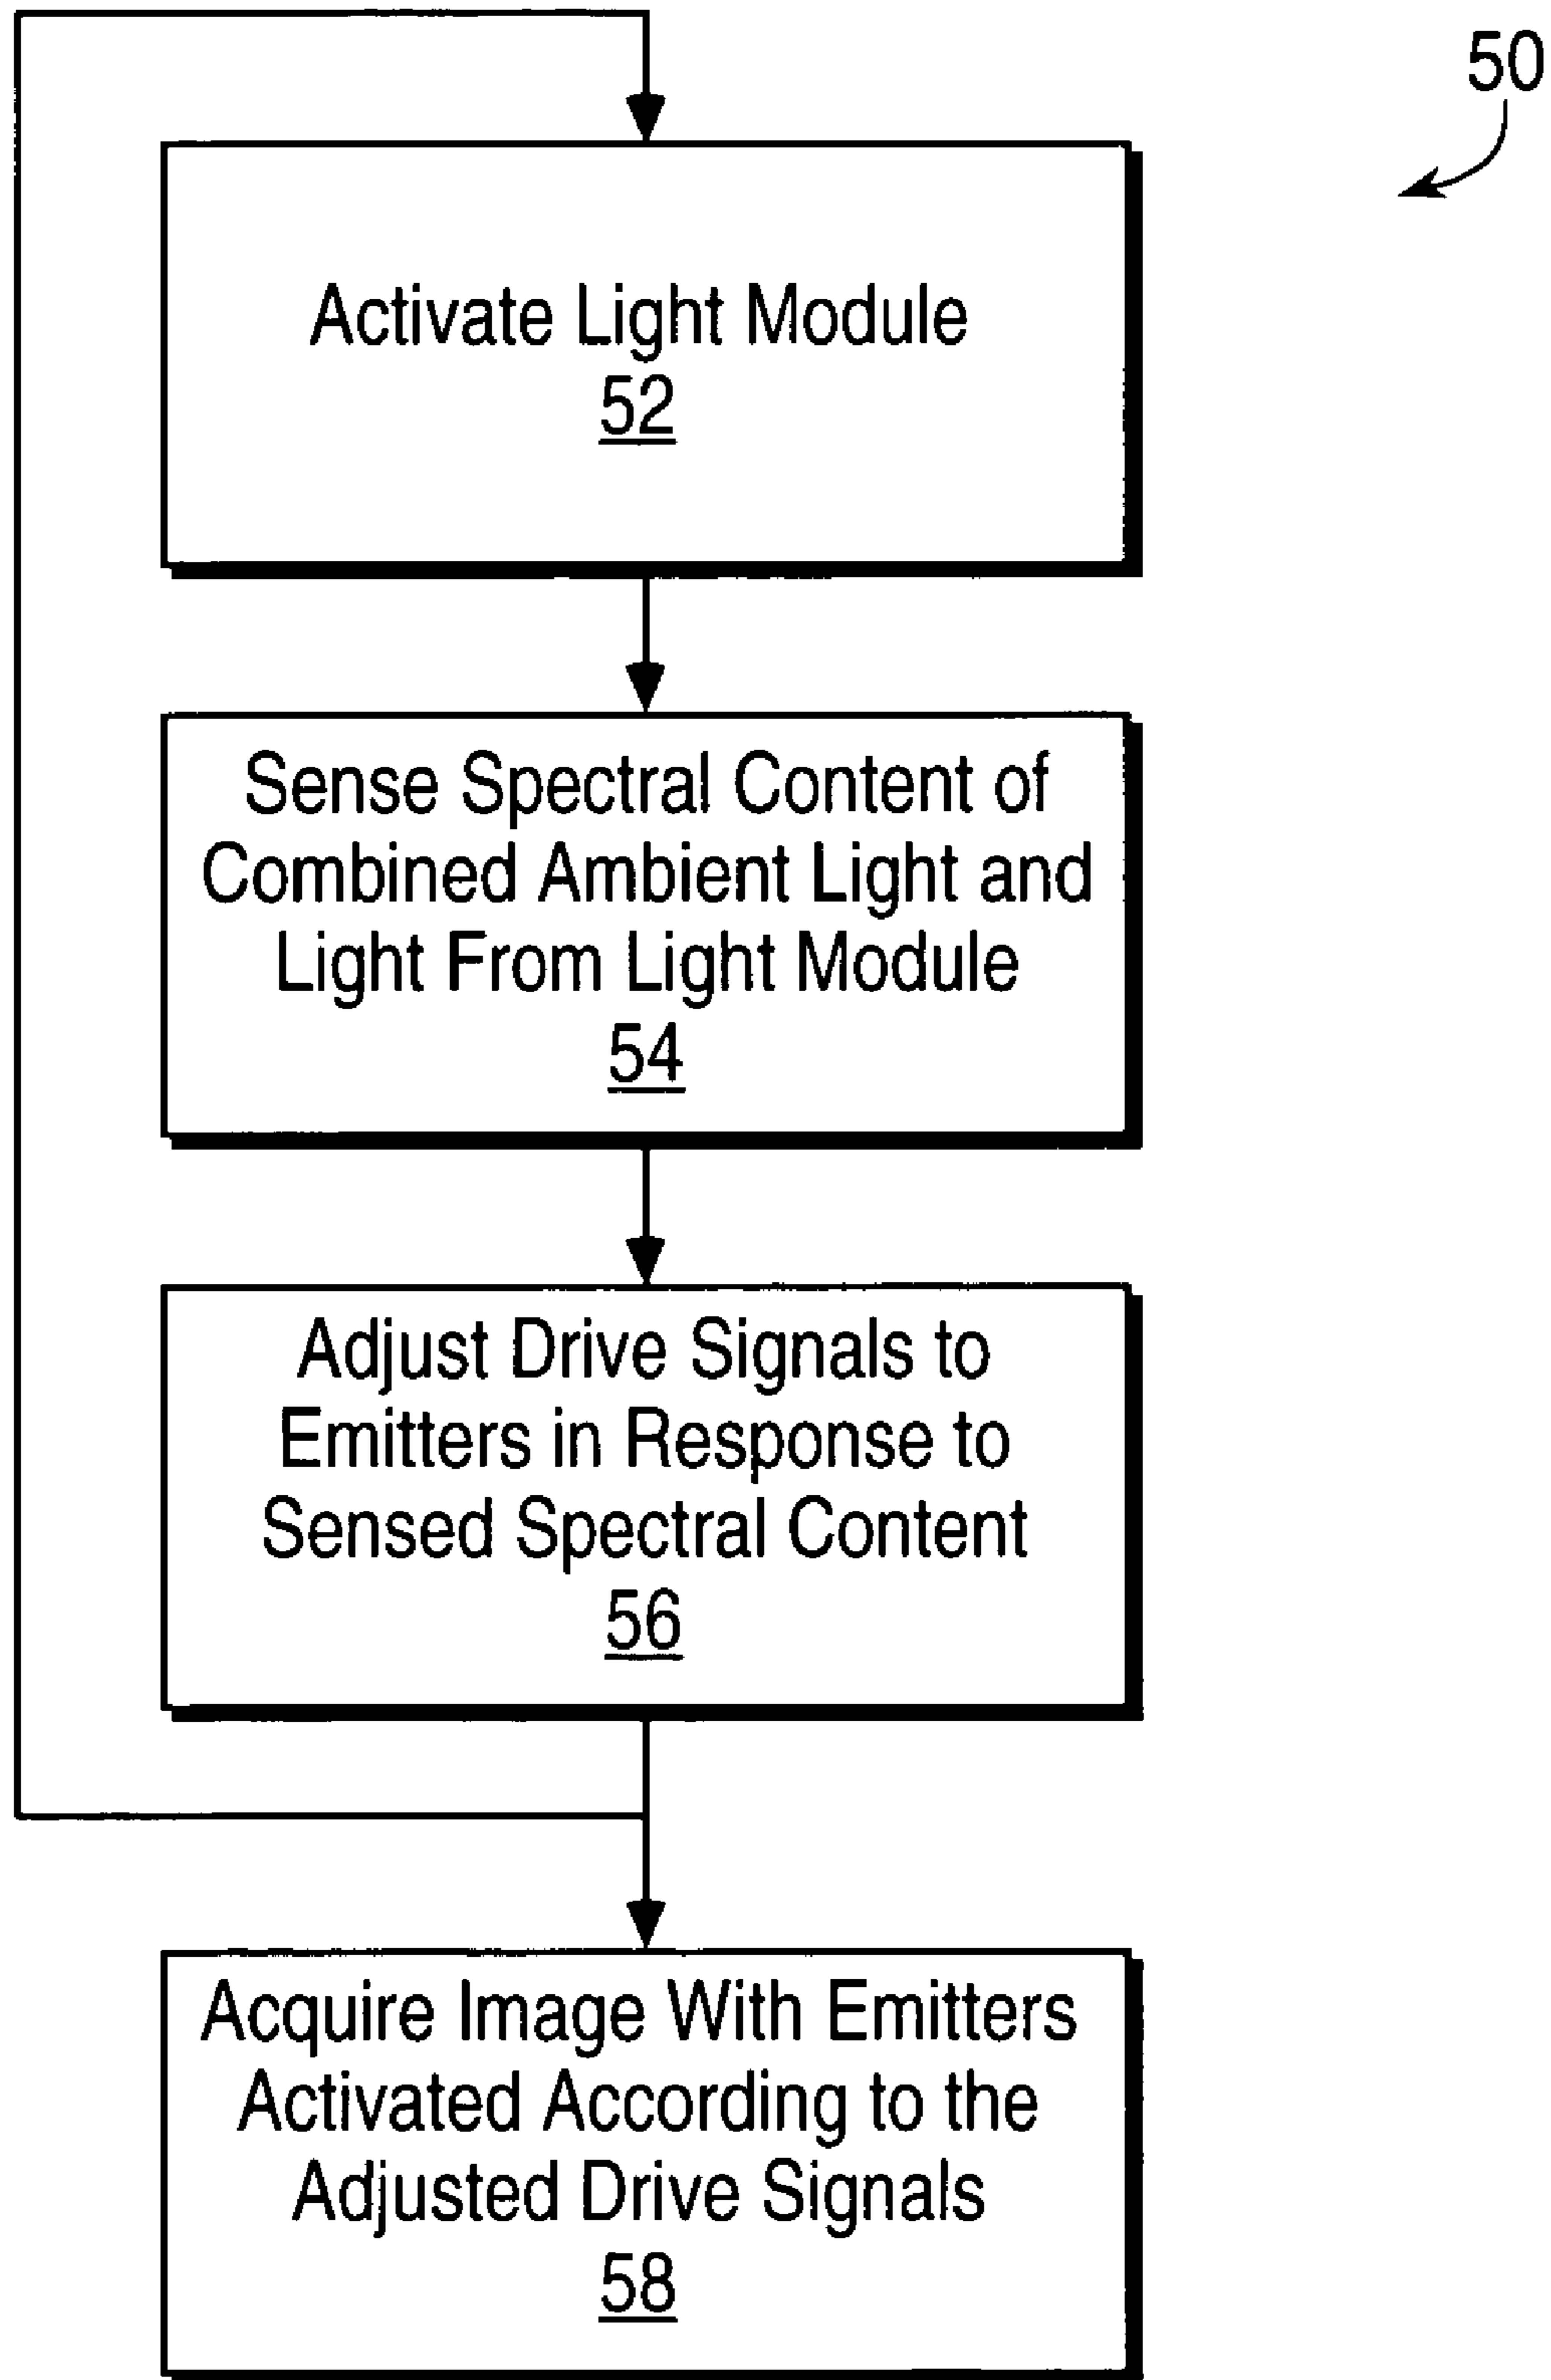 50
Activate Light Module
52
Sense Spectral Content of
Combined Ambient Light and
Light From Light Module
54
Adjust Drive Signals to
Emitters in Response to
Sensed Spectral Content
56
Acquire Image With Emitters
Activated According to the
Adjusted Drive Signals
58